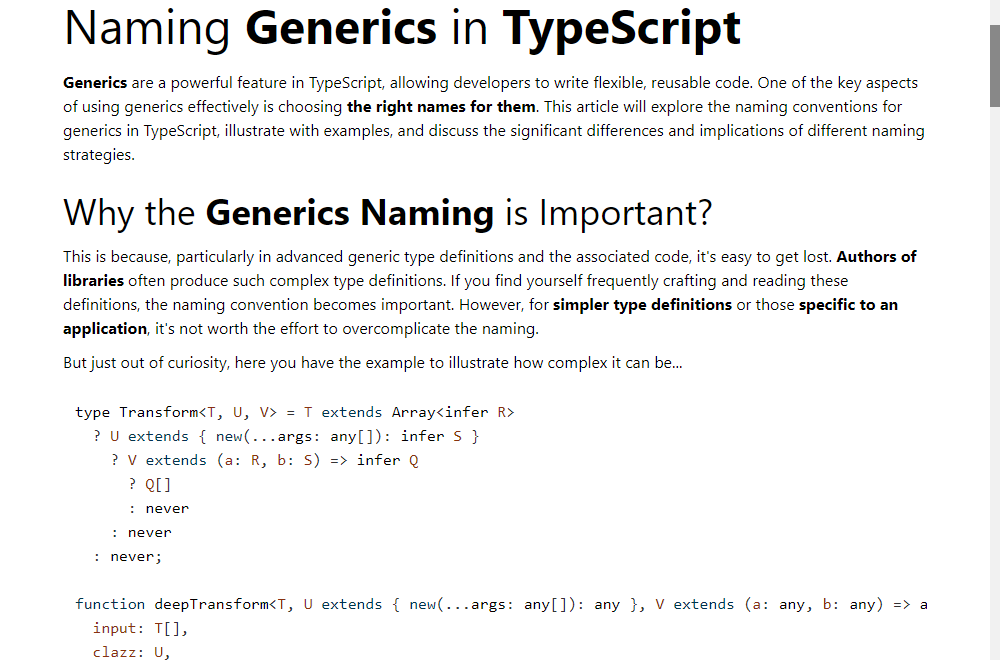 Naming Generics in TypeScript
Generics are a powerful feature in TypeScript, allowing developers to write flexible, reusable code. One of the key aspects
of using generics effectively is choosing the right names for them. This article will explore the naming conventions for
generics in TypeScript, illustrate with examples, and discuss the significant differences and implications of different naming
strategies.
Why the Generics Naming is Important?
This is because, particularly in advanced generic type definitions and the associated code, it's easy to get lost. Authors of
libraries often produce such complex type definitions. If you find yourself frequently crafting and reading these
definitions, the naming convention becomes important. However, for simpler type definitions or those specific to an
application, it's not worth the effort to overcomplicate the naming.
But just out of curiosity, here you have the example to illustrate how complex it can be...
type Transform<T, U, V> = T extends Array<infer R>
  ? U extends { new(...args: any[]): infer S }
    ? V extends (a: R, b: S) => infer Q
      ? Q[]
      : never
    : never
  : never;
function deepTransform<T, U extends { new(...args: any[]): any }, V extends (a: any, b: any) => a
  input: T[],
  clazz: U,